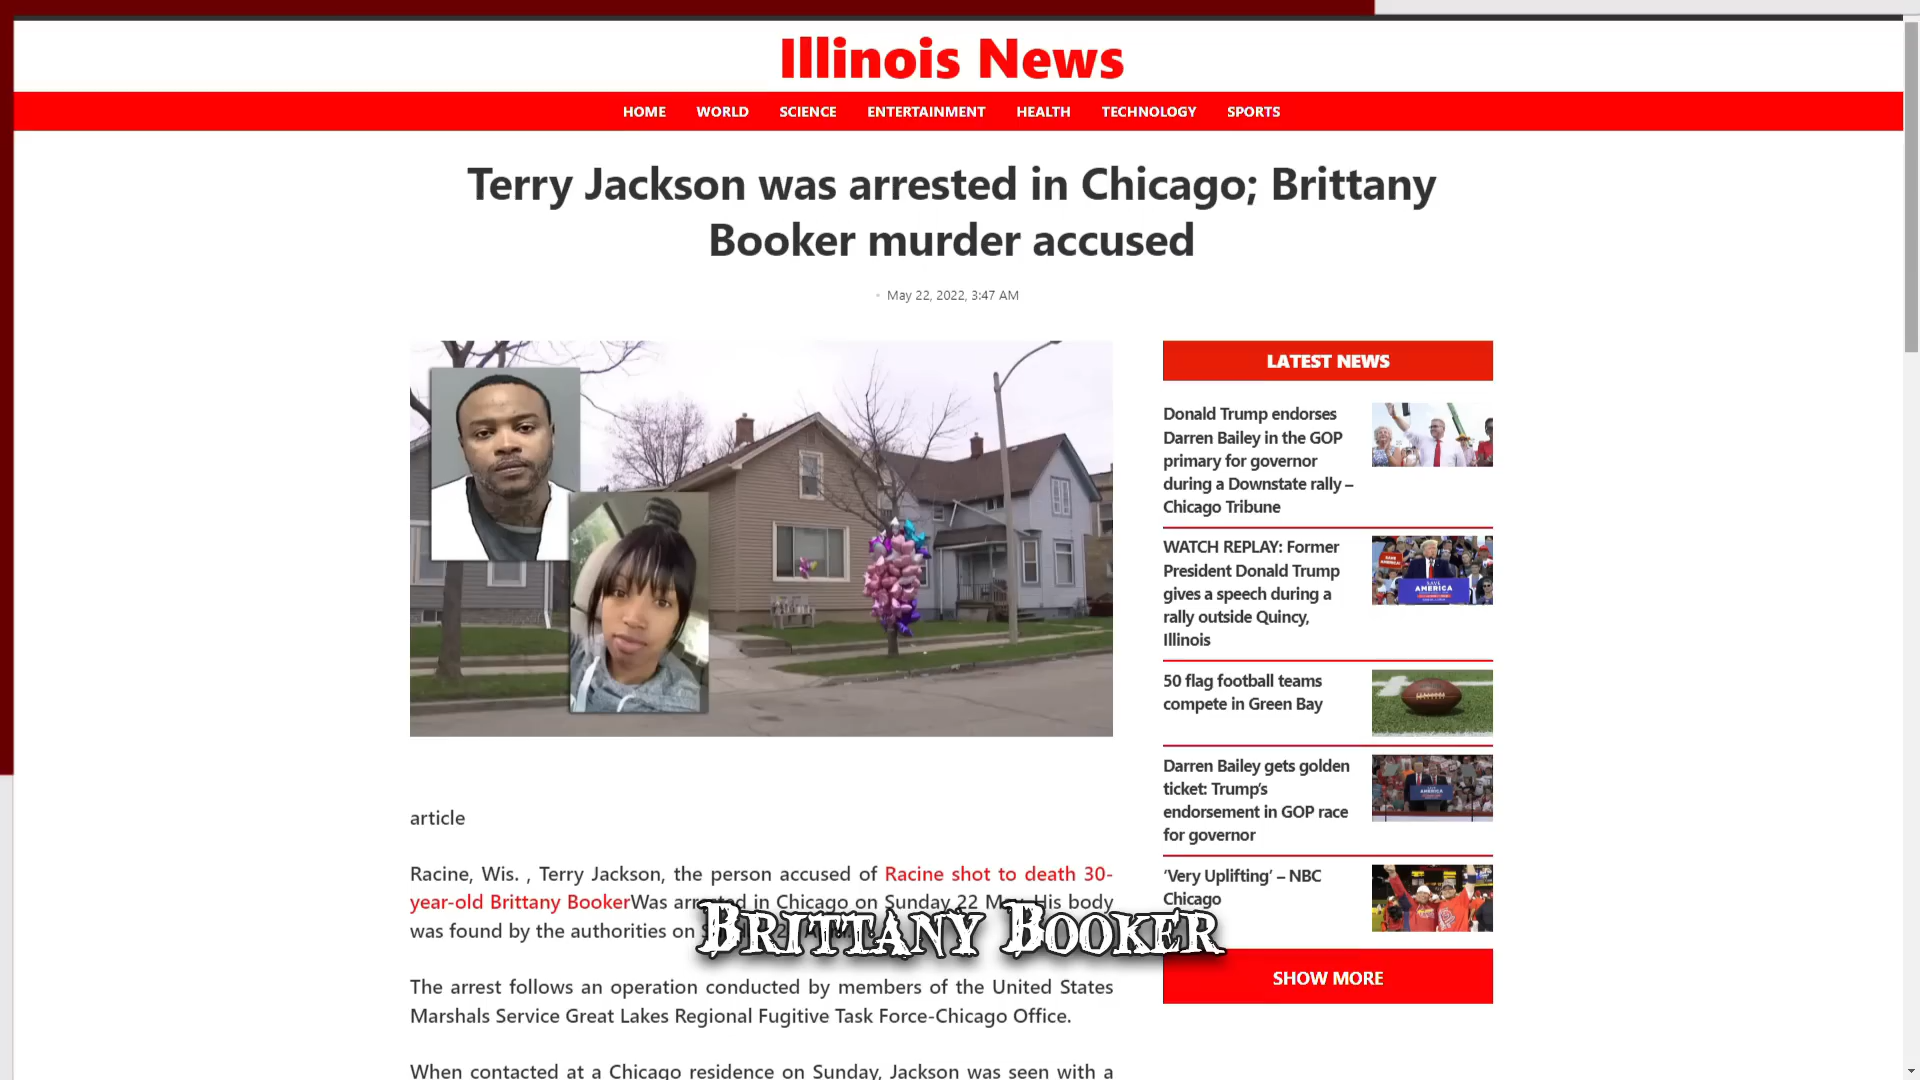 Illinois News
HOME WORLD SCIENCE ENTERTAINMENT HEALTH TECHNOLOGY SPORTS
Terry Jackson was arrested in Chicago; Brittany
Booker murder accused
May 22, 2022, 3:47 AM
article
Racine, Wis. , Terry Jackson, the person accused of Racine shot to death 30-
year-old Brittany BookerWas arrested in Chicago on Sunday 22 May. His body
was found by the authorities on
Brittany Booker
The arrest follows an operation conducted by members of the United States
Marshals Service Great Lakes Regional Fugitive Task Force-Chicago Office.
When contacted at a Chicago residence on Sunday, Jackson was seen with a
LATEST NEWS
Donald Trump endorses
Darren Bailey in the GOP
primary for governor
during a Downstate rally –
Chicago Tribune
WATCH REPLAY: Former
President Donald Trump
gives a speech during a
rally outside Quincy,
Illinois
SAVE
AMERICA
50 flag football teams
compete in Green Bay
Darren Bailey gets golden
ticket: Trump's
endorsement in GOP race
for governor
'Very Uplifting' – NBC
Chicago
SHOW MORE